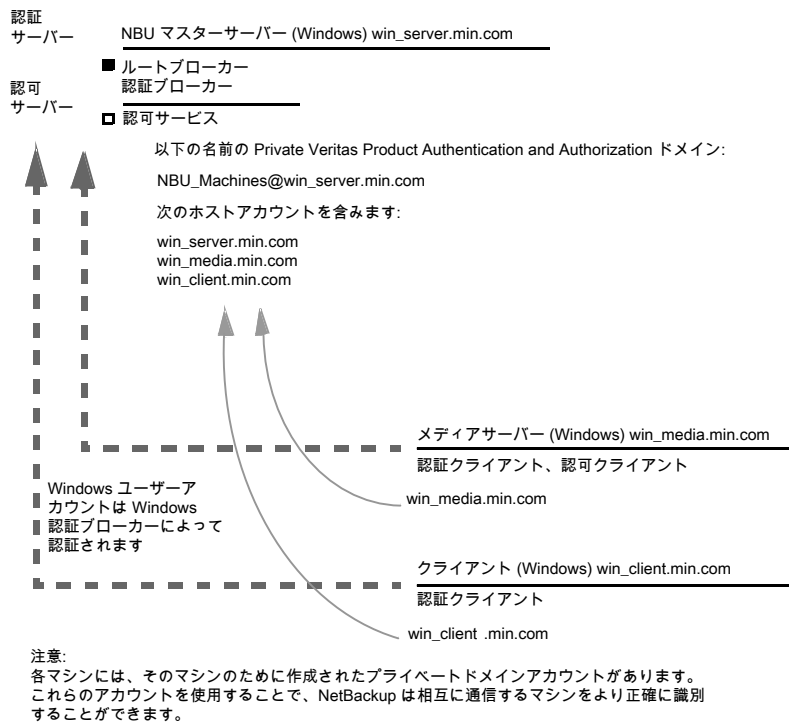 認証
サーバー
NBU マスターサーバー (Windows) win_server.min.com
ルートブローカー
認証ブローカー
認可
サーバー
認可サービス
以下の名前の Private Veritas Product Authentication and Authorization ドメイン:
NBU_Machines@win_server.min.com
次のホストアカウントを含みます:
win_server.min.com
win_media.min.com
win_client.min.com
メディアサーバー (Windows) win_media.min.com
認証クライアント、認可クライアント
win_media.min.com
Windows ユーザーア
カウントは Windows
認証ブローカーによって
認証されます
クライアント (Windows) win_client.min.com
認証クライアント
win_client .min.com
注意:
各マシンには、そのマシンのために作成されたプライベートドメインアカウントがあります。
これらのアカウントを使用することで、NetBackup は相互に通信するマシンをより正確に識別
することができます。